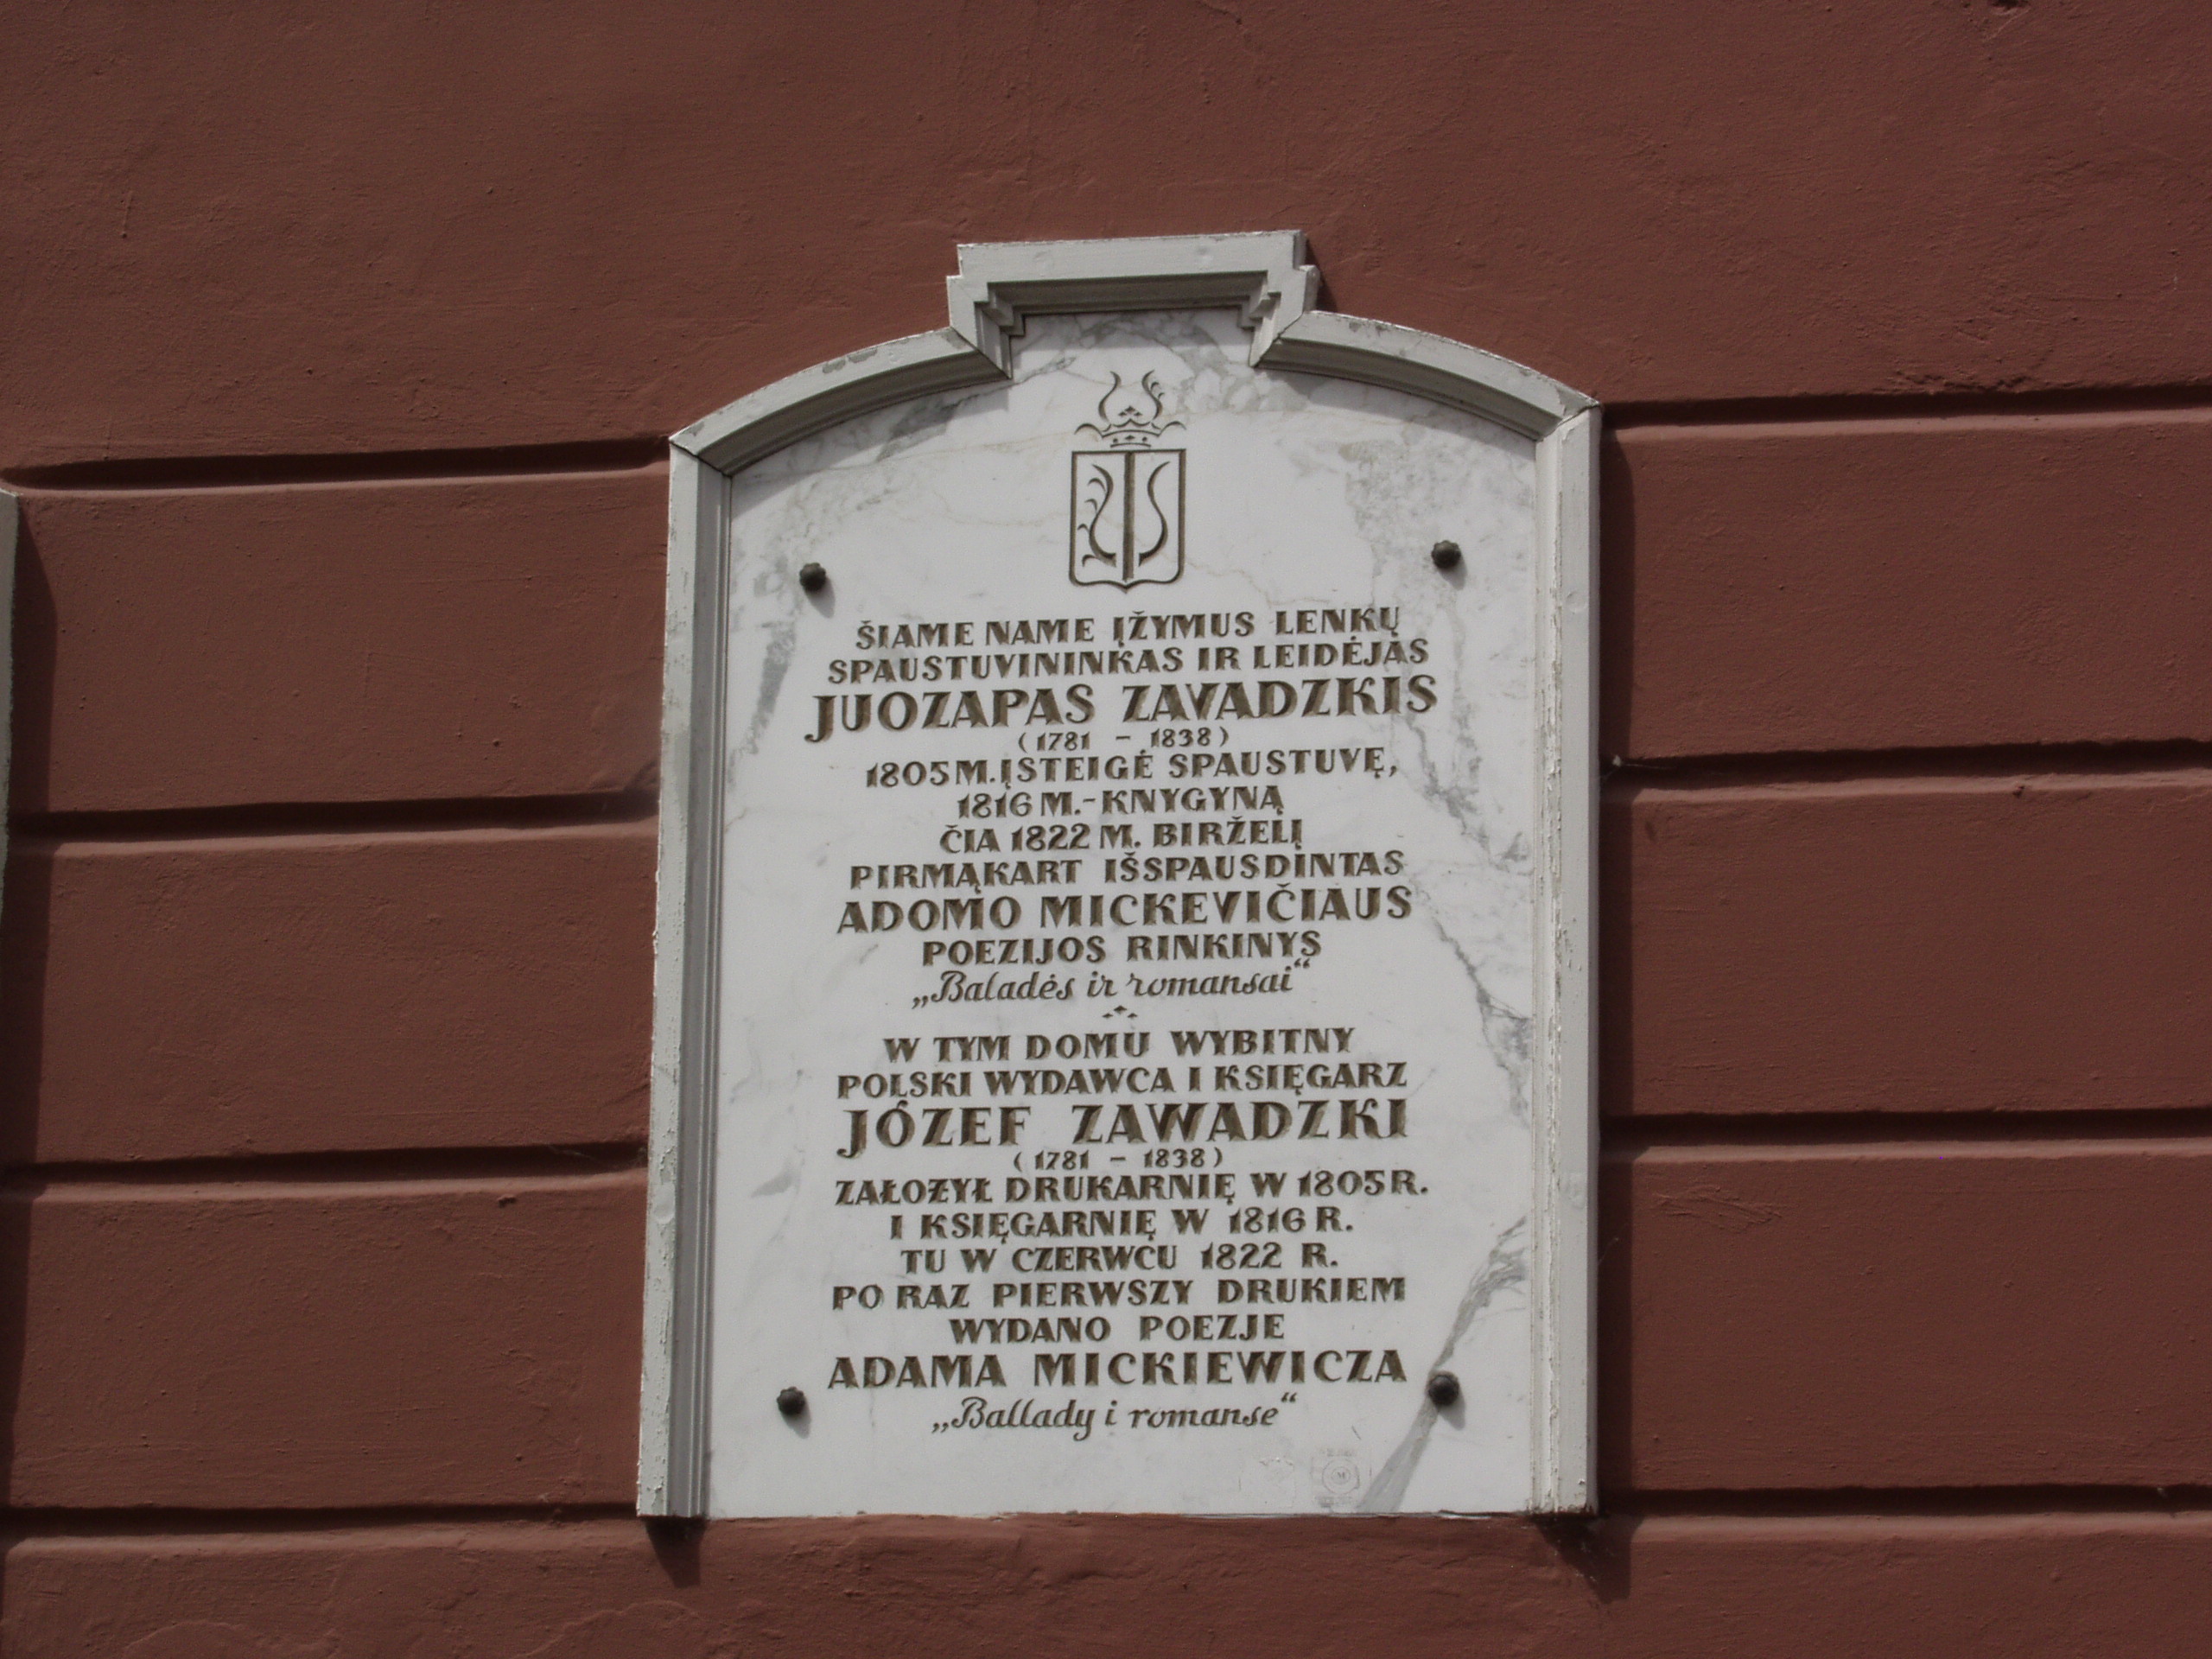 ŠIAME NAME ĮŽYMUS LENKŲ
SPAUSTUVININKAS IR LEIDĖJAS
JUOZAPAS ZAVADZKIS
(1781 – 1838)
1805 M. ĮSTEIGĖ SPAUSTUVĘ,
1816 M.- KNYGYNĄ
ČIA 1822 M. BIRŽELĮ
PIRMĄKART IŠSPAUSDINTAS
ADOMO MICKEVIČIAUS
POEZIJOS RINKINYS
„Baladės ir romansai“
W TYM DOMU WYBITNY
POLSKI WYDAWCA I KSIĘGARZ
JÓZEF ZAWADZKI
(1781 – 1838)
ZAŁOŻYŁ DRUKARNIĘ W 1805 R.
I KSIĘGARNIĘ W 1816 R.
TU W CZERWCU 1822 R.
PO RAZ PIERWSZY DRUKIEM
WYDANO POEZJE
ADAMA MICKIEWICZA
„Ballady i romanse“